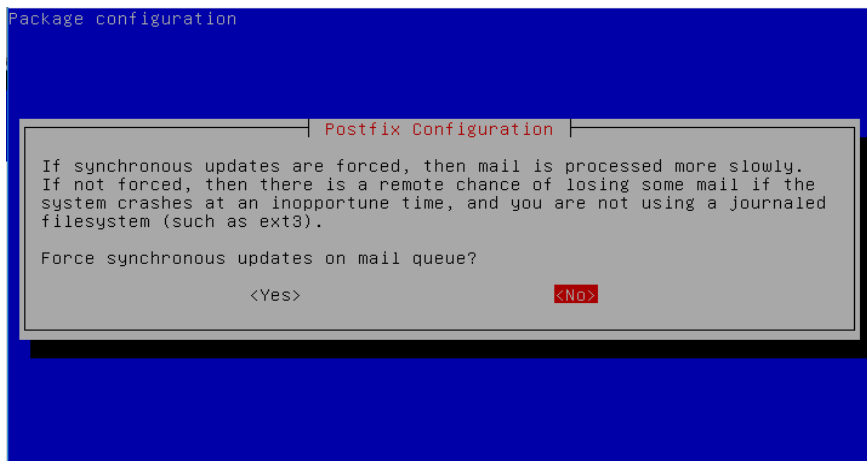 Package configuration
Postfix Configuration
If synchronous updates are forced, then mail is processed more slowly.
If not forced, then there is a remote chance of losing some mail if the
system crashes at an inopportune time, and you are not using a journaled
filesystem (such as ext3).
Force synchronous updates on mail queue?
<Yes> <No>